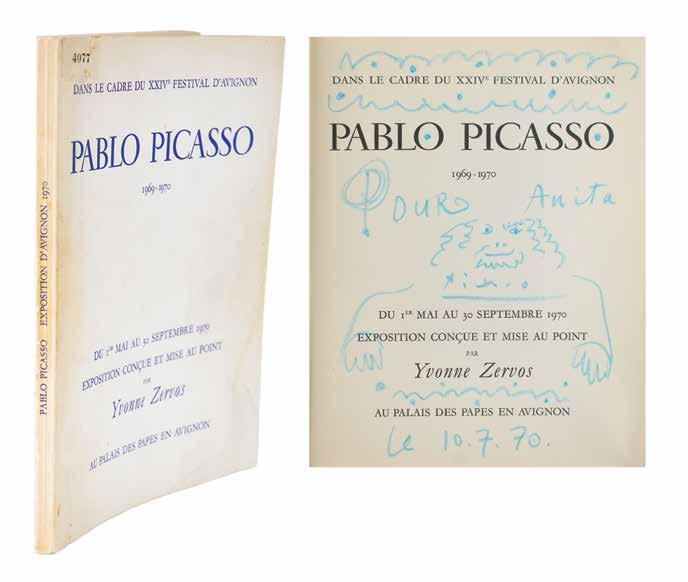 4077
DANS LE CADRE DU XXIVe FESTIVAL D'AVIGNON
PABLO PICASSO
1969-1970
DU 1er MAI AU 30 SEPTEMBRE 1970
EXPOSITION CONÇUE ET MISE AU POINT
PAR
Yvonne Zervos
AU PALAIS DES PAPES EN AVIGNON
PABLO PICASSO EXPOSITION D'AVIGNON 1970
DANS LE CADRE DU XXIVe FESTIVAL D'AVIGNON
PABLO PICASSO
1969-1970
POUR Anita
DU 1er MAI AU 30 SEPTEMBRE 1970
EXPOSITION CONÇUE ET MISE AU POINT
PAR
Yvonne Zervos
AU PALAIS DES PAPES EN AVIGNON
Le 10.7.70.